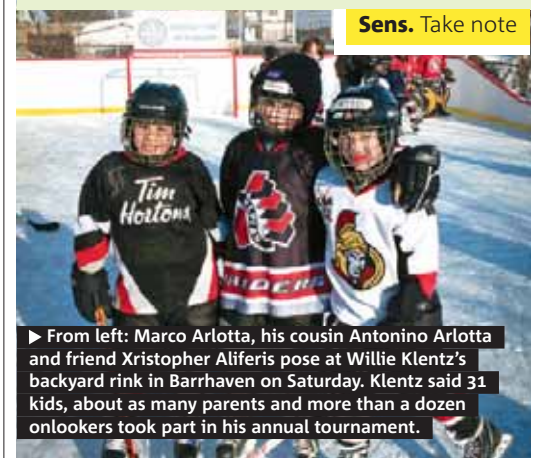 Sens. Take note
Tim
Hortons
RAIDERS
▶ From left: Marco Arlotta, his cousin Antonino Arlotta
and friend Xristopher Aliferis pose at Willie Klentz’s
backyard rink in Barrhaven on Saturday. Klentz said 31
kids, about as many parents and more than a dozen
onlookers took part in his annual tournament.